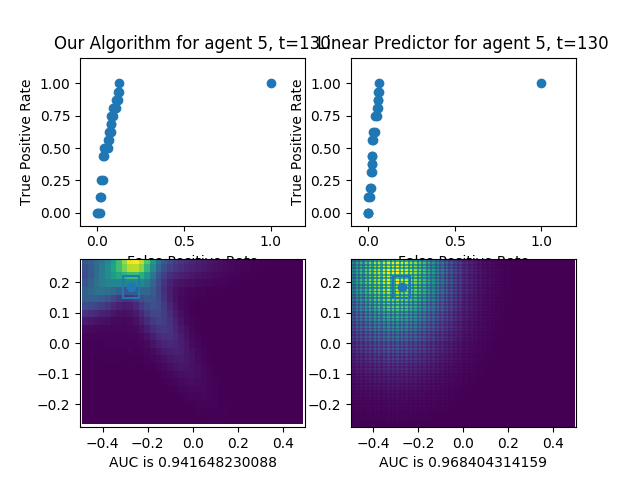 Our Algorithm for agent 5, t=130
Linear Predictor for agent 5, t=130
True Positive Rate
1.00
0.75
0.50
0.25
0.00
0.0 0.5 1.0
False Positive Rate
True Positive Rate
1.00
0.75
0.50
0.25
0.00
0.0 0.5 1.0
False Positive Rate
0.2
0.1
0.0
−0.1
−0.2
−0.4 −0.2 0.0 0.2 0.4
AUC is 0.941648230088
0.2
0.1
0.0
−0.1
−0.2
−0.4 −0.2 0.0 0.2 0.4
AUC is 0.968404314159